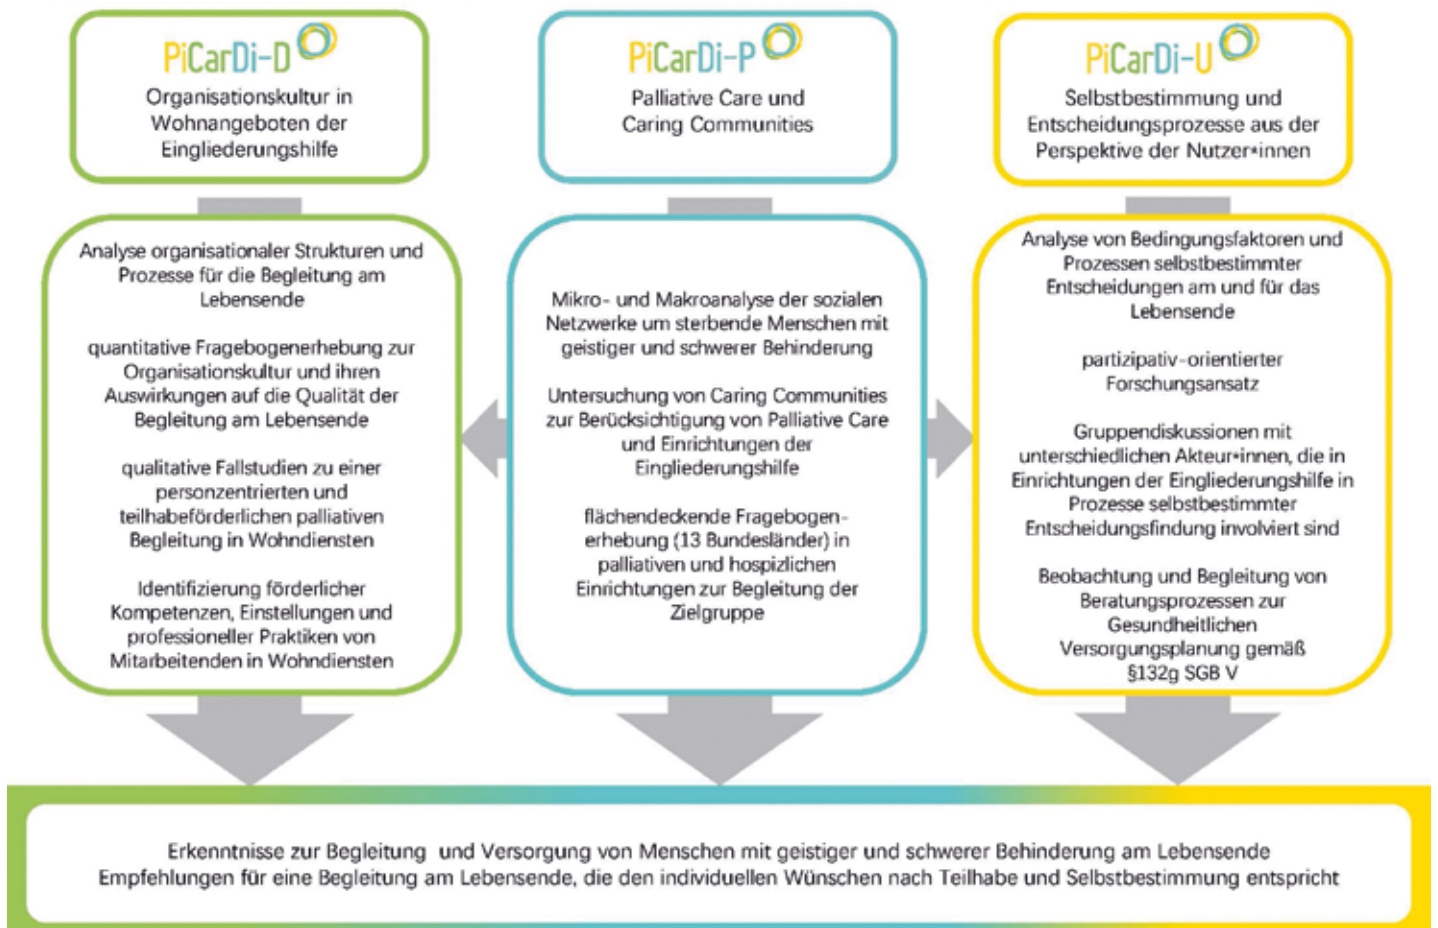 PiCarDi-D
Organisationskultur in
Wohnangeboten der
Eingliederungshilfe
PiCarDi-P
Palliative Care und
Caring Communities
PiCarDi-U
Selbstbestimmung und
Entscheidungsprozesse aus der
Perspektive der Nutzer*innen
Analyse organisationaler Strukturen und
Prozesse für die Begleitung am
Lebensende
quantitative Fragebogenerhebung zur
Organisationskultur und ihren
Auswirkungen auf die Qualität der
Begleitung am Lebensende
qualitative Fallstudien zu einer
personzentrierten und
teilhabeförderlichen palliativen
Begleitung in Wohndiensten
Identifizierung förderlicher
Kompetenzen, Einstellungen und
professioneller Praktiken von
Mitarbeitenden in Wohndiensten
Mikro- und Makroanalyse der sozialen
Netzwerke um sterbende Menschen mit
geistiger und schwerer Behinderung
Untersuchung von Caring Communities
zur Berücksichtigung von Palliative Care
und Einrichtungen der
Eingliederungshilfe
flächendeckende Fragebogen-
erhebung (13 Bundesländer) in
palliativen und hospizlichen
Einrichtungen zur Begleitung der
Zielgruppe
Analyse von Bedingungsfaktoren und
Prozessen selbstbestimmter
Entscheidungen am und für das
Lebensende
partizipativ-orientierter
Forschungsansatz
Gruppendiskussionen mit
unterschiedlichen Akteur*innen, die in
Einrichtungen der Eingliederungshilfe in
Prozesse selbstbestimmter
Entscheidungsfindung involviert sind
Beobachtung und Begleitung von
Beratungsprozessen zur
Gesundheitlichen
Versorgungsplanung gemäß
§132g SGB V
Erkenntnisse zur Begleitung und Versorgung von Menschen mit geistiger und schwerer Behinderung am Lebensende
Empfehlungen für eine Begleitung am Lebensende, die den individuellen Wünschen nach Teilhabe und Selbstbestimmung entspricht